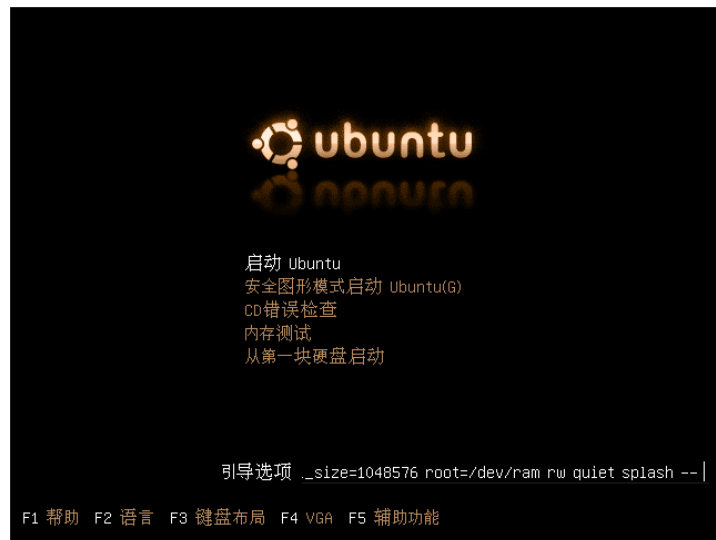 ubuntu
启动 Ubuntu
安全图形模式启动 Ubuntu(G)
CD错误检查
内存测试
从第一块硬盘启动
引导选项 ._size=1048576 root=/dev/ram rw quiet splash --
F1 帮助 F2 语言 F3 键盘布局 F4 VGA F5 辅助功能